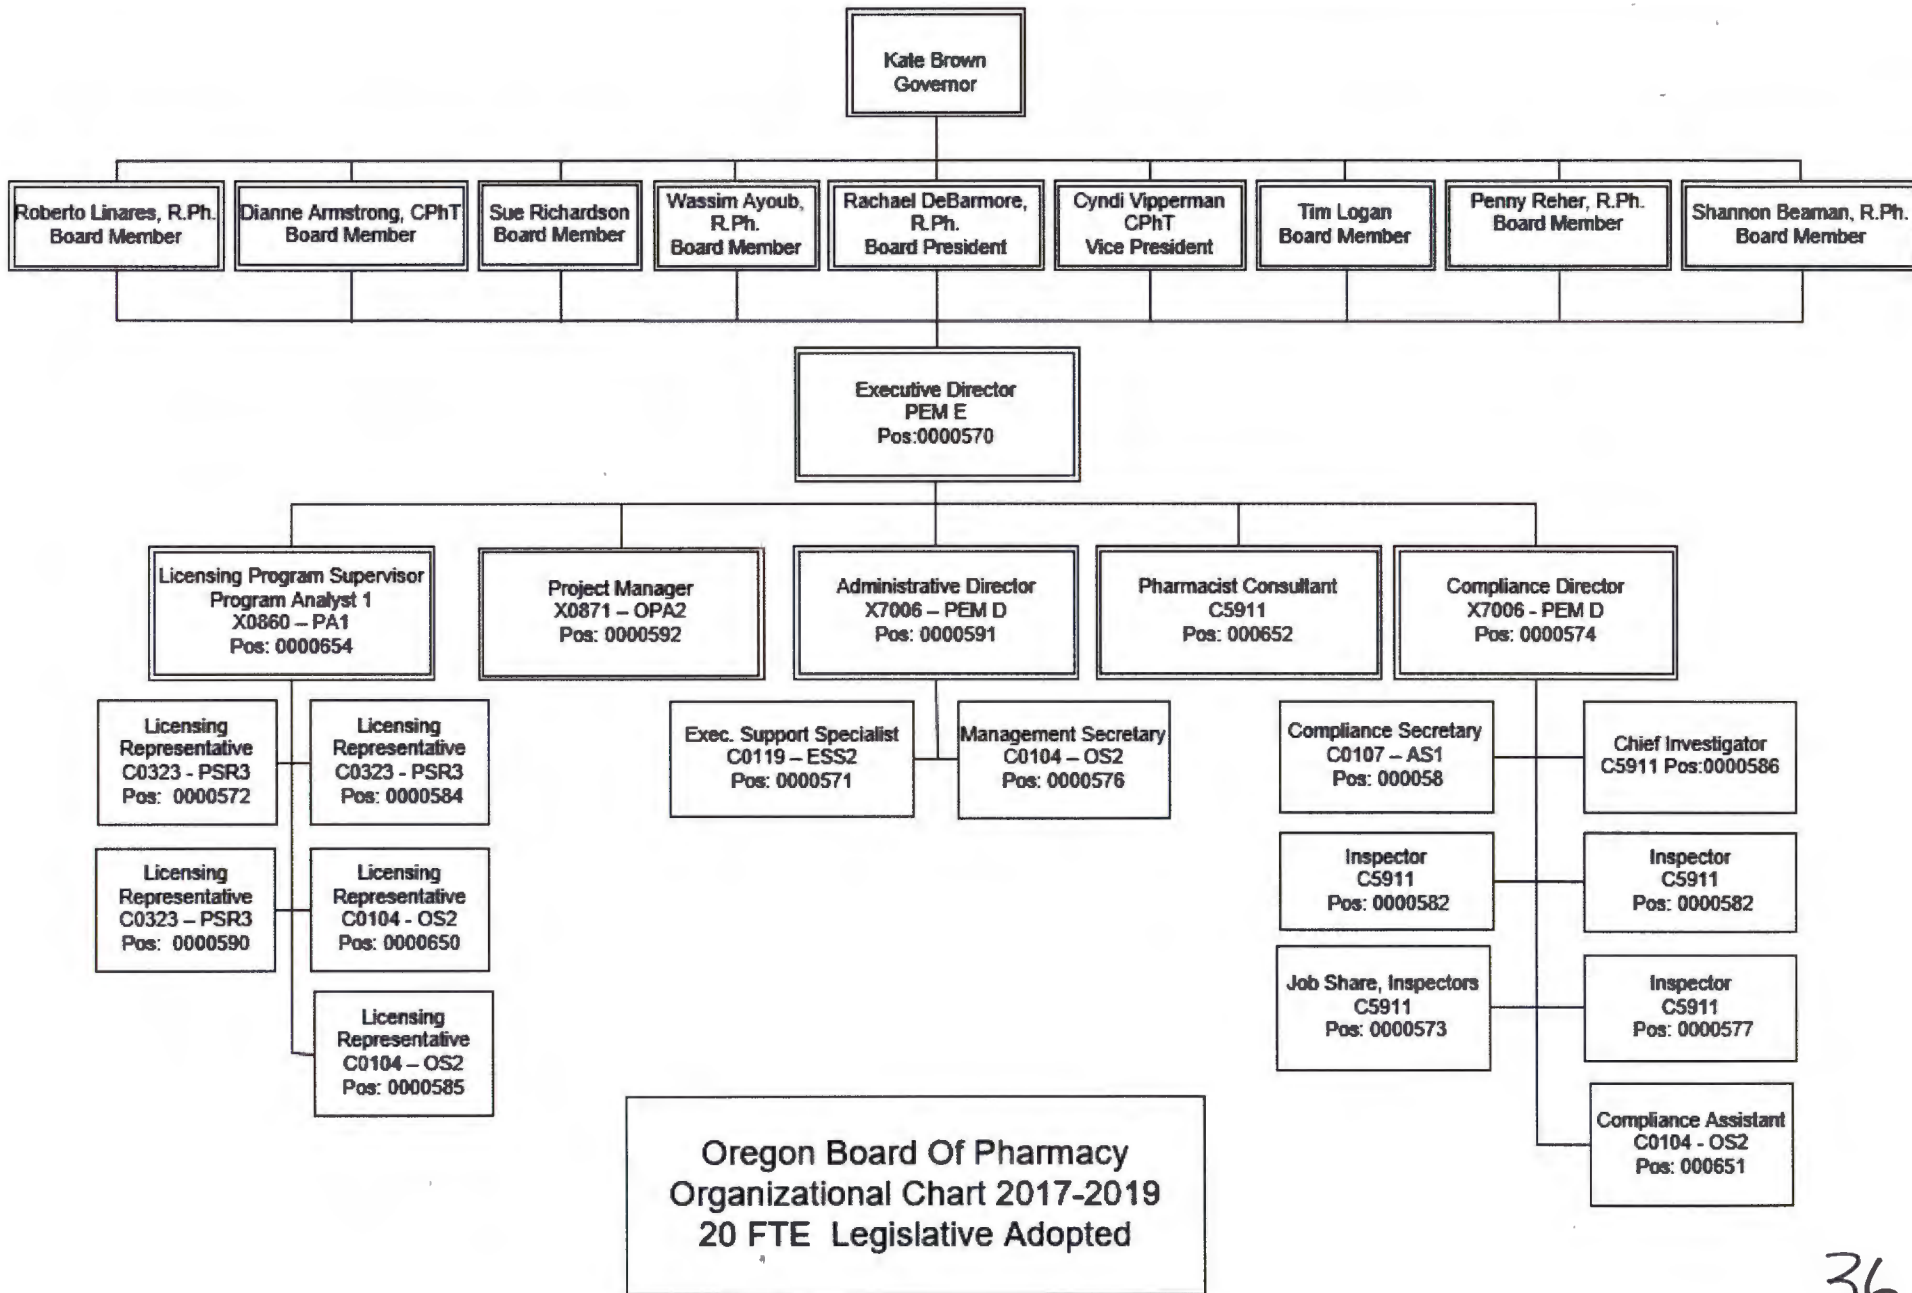 Kate Brown
Governor
Roberto Linares, R.Ph.
Board Member
Dianne Armstrong, CPhT
Board Member
Sue Richardson
Board Member
Wassim Ayoub,
R.Ph.
Board Member
Rachael DeBarmore,
R.Ph.
Board President
Cyndi Vipperman
CPhT
Vice President
Tim Logan
Board Member
Penny Reher, R.Ph.
Board Member
Shannon Beaman, R.Ph.
Board Member
Executive Director
PEM E
Pos:0000570
Licensing Program Supervisor
Program Analyst 1
X0860 – PA1
Pos: 0000654
Project Manager
X0871 – OPA2
Pos: 0000592
Administrative Director
X7006 – PEM D
Pos: 0000591
Pharmacist Consultant
C5911
Pos: 000652
Compliance Director
X7006 - PEM D
Pos: 0000574
Licensing
Representative
C0323 - PSR3
Pos: 0000572
Licensing
Representative
C0323 - PSR3
Pos: 0000584
Exec. Support Specialist
C0119 – ESS2
Pos: 0000571
Management Secretary
C0104 – OS2
Pos: 0000576
Compliance Secretary
C0107 – AS1
Pos: 000058
Chief Investigator
C5911 Pos:0000586
Licensing
Representative
C0323 – PSR3
Pos: 0000590
Licensing
Representative
C0104 - OS2
Pos: 0000650
Inspector
C5911
Pos: 0000582
Inspector
C5911
Pos: 0000582
Licensing
Representative
C0104 – OS2
Pos: 0000585
Job Share, Inspectors
C5911
Pos: 0000573
Inspector
C5911
Pos: 0000577
Compliance Assistant
C0104 - OS2
Pos: 000651
Oregon Board Of Pharmacy
Organizational Chart 2017-2019
20 FTE Legislative Adopted
36